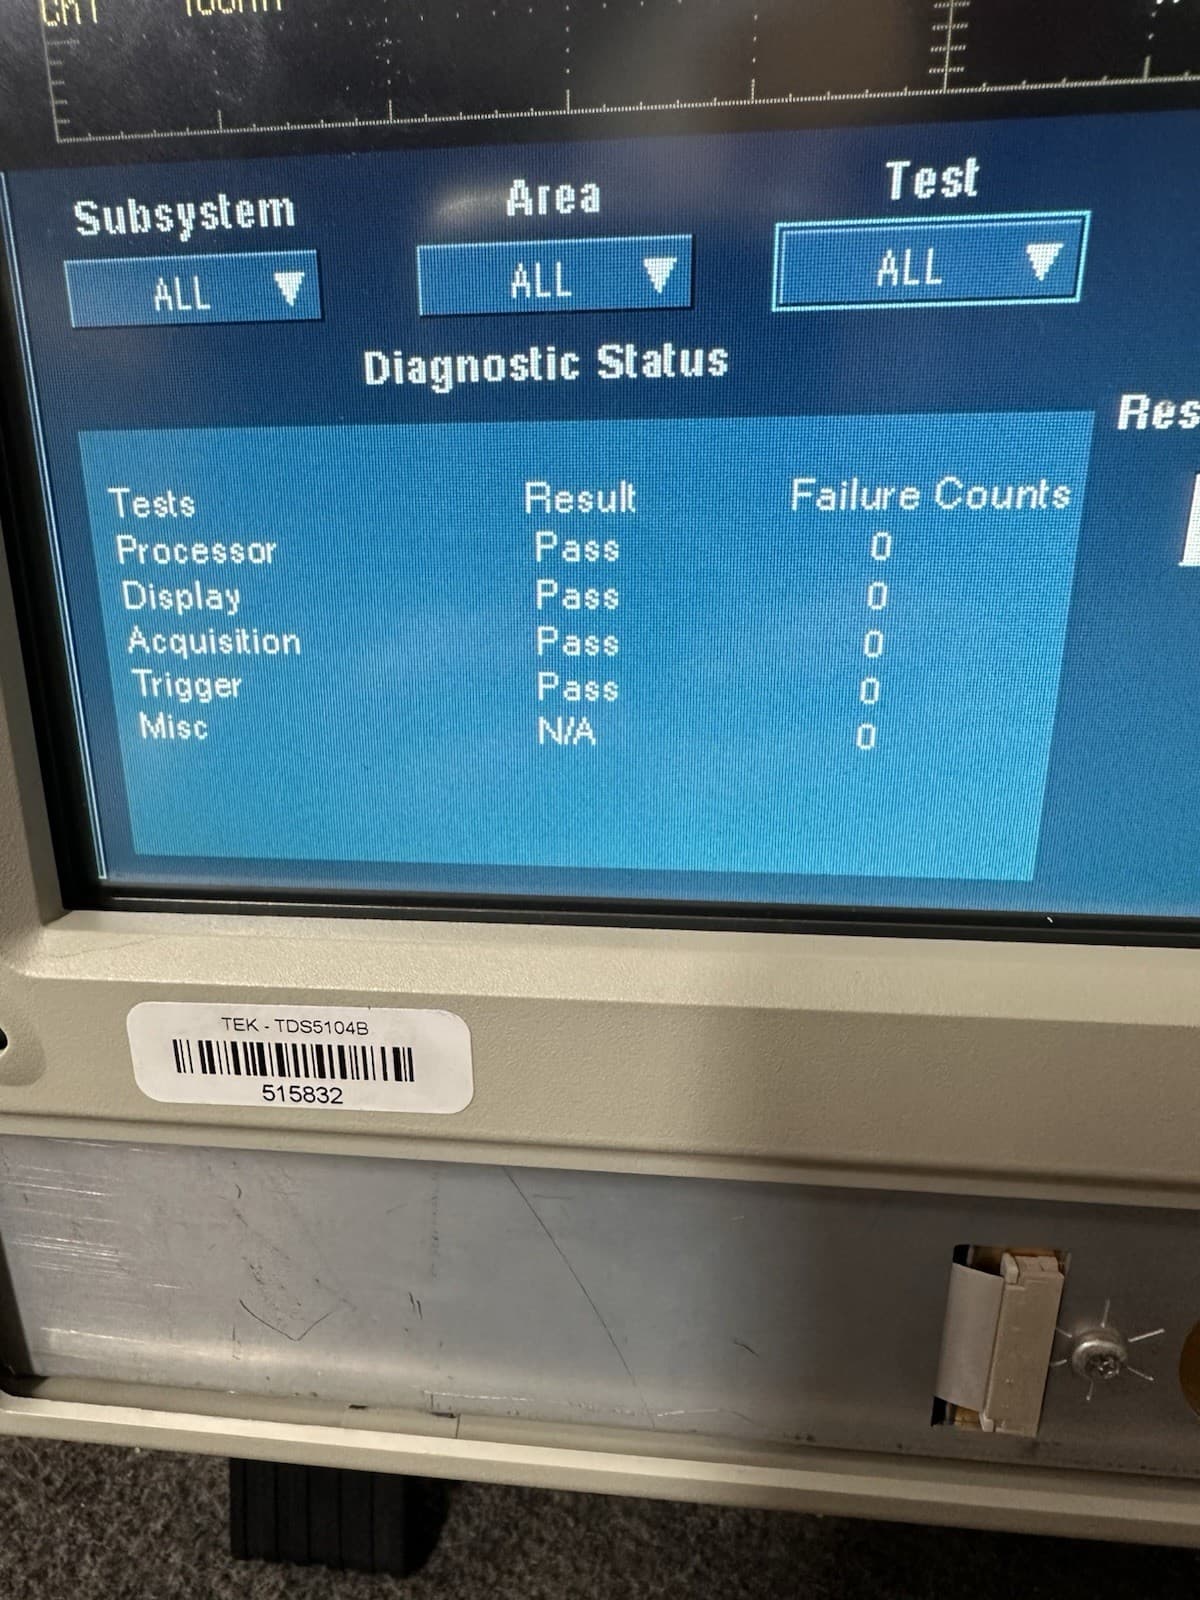 Subsystem Area Test
ALL ALL ALL
Diagnostic Status
Res
Tests Result Failure Counts
Processor Pass 0
Display Pass 0
Acquisition Pass 0
Trigger Pass 0
Misc N/A 0
TEK - TDS5104B
515832